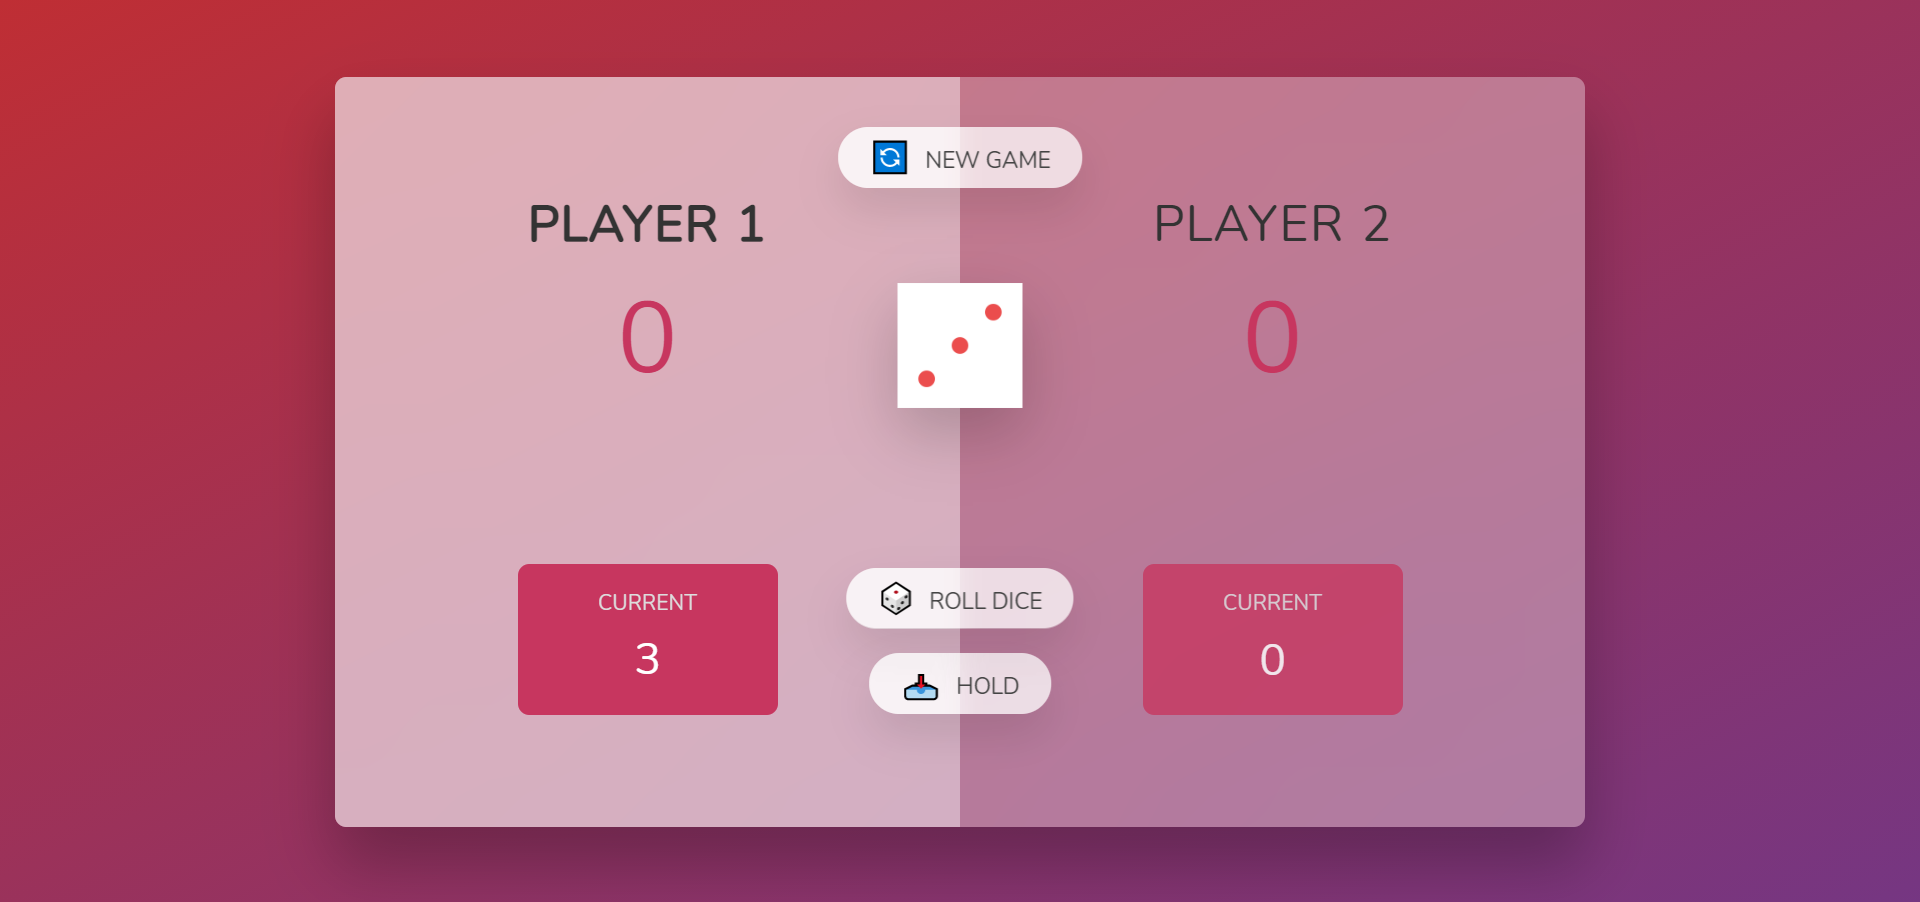 NEW GAME
PLAYER 1
0
PLAYER 2
0
CURRENT
3
ROLL DICE
HOLD
CURRENT
0